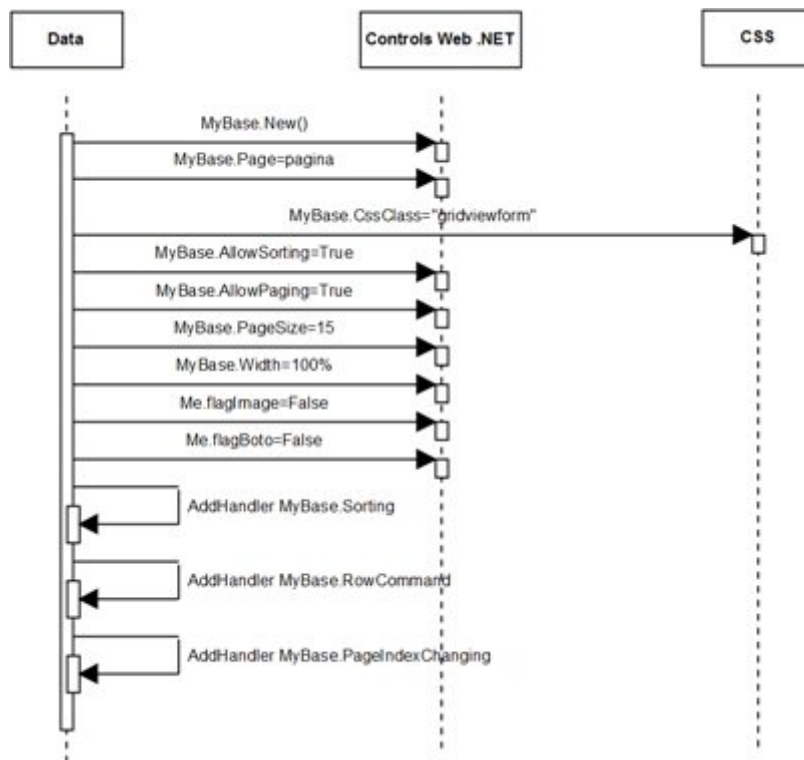 Data
Controls Web .NET
CSS
MyBase.New()
MyBase.Page=pagina
MyBase.CssClass="gridviewform"
MyBase.AllowSorting=True
MyBase.AllowPaging=True
MyBase.PageSize=15
MyBase.Width=100%
Me.flagImage=False
Me.flagBoto=False
AddHandler MyBase.Sorting
AddHandler MyBase.RowCommand
AddHandler MyBase.PageIndexChanging